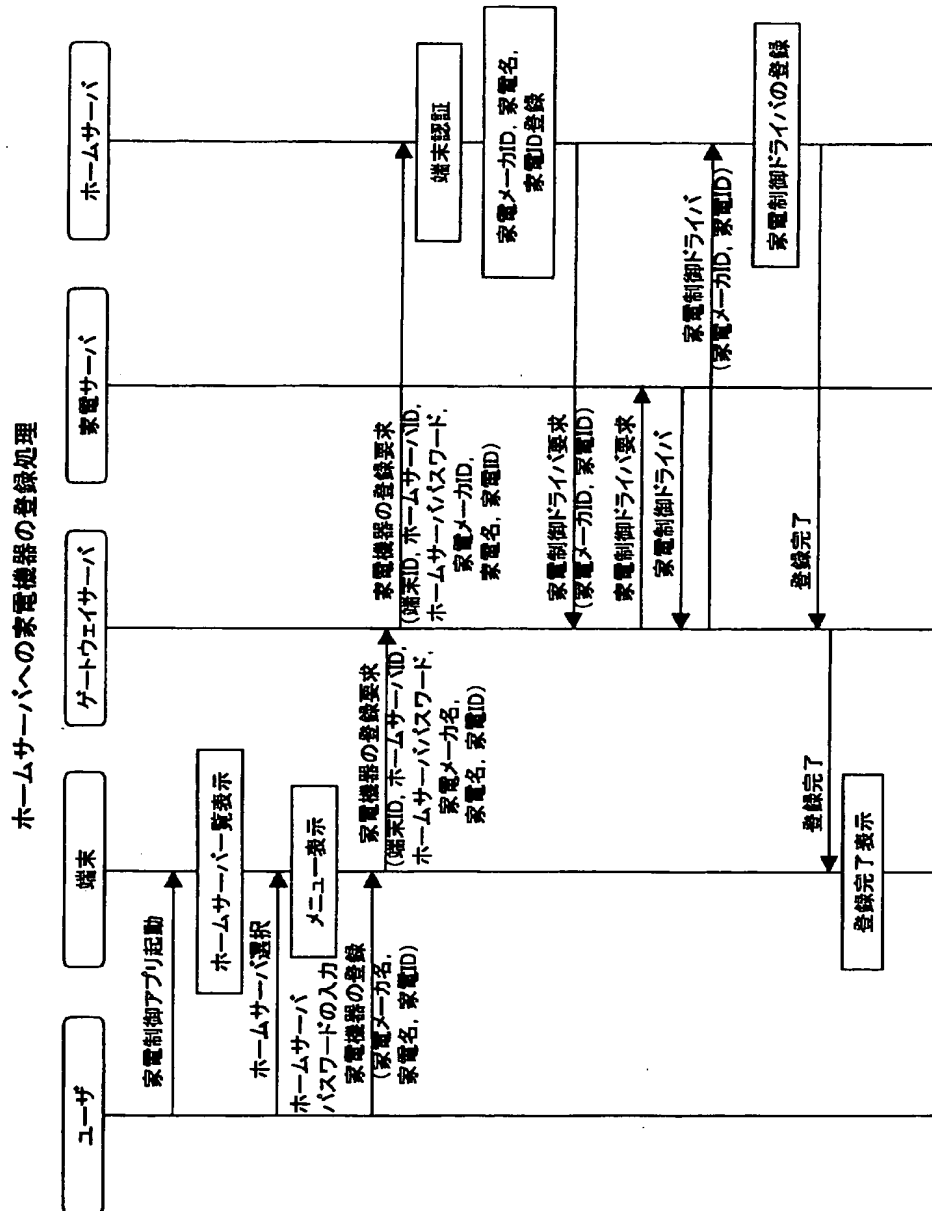 ホームサーバへの家電機器の登録処理
ユーザ
端末
ゲートウェイサーバ
家電サーバ
ホームサーバ
家電制御アプリ起動
ホームサーバ一覧表示
ホームサーバ選択
メニュー表示
ホームサーバ
パスワードの入力
家電機器の登録
(家電メーカ名,
家電名, 家電ID)
家電機器の登録要求
(端末ID, ホームサーバID,
ホームサーバパスワード,
家電メーカ名,
家電名, 家電ID)
家電機器の登録要求
(端末ID, ホームサーバID,
ホームサーバパスワード,
家電メーカID,
家電名, 家電ID)
端末認証
家電メーカID, 家電名,
家電ID登録
家電制御ドライバ要求
(家電メーカID, 家電ID)
家電制御ドライバ要求
家電制御ドライバ
家電制御ドライバ
(家電メーカID, 家電ID)
家電制御ドライバの登録
登録完了
登録完了
登録完了表示